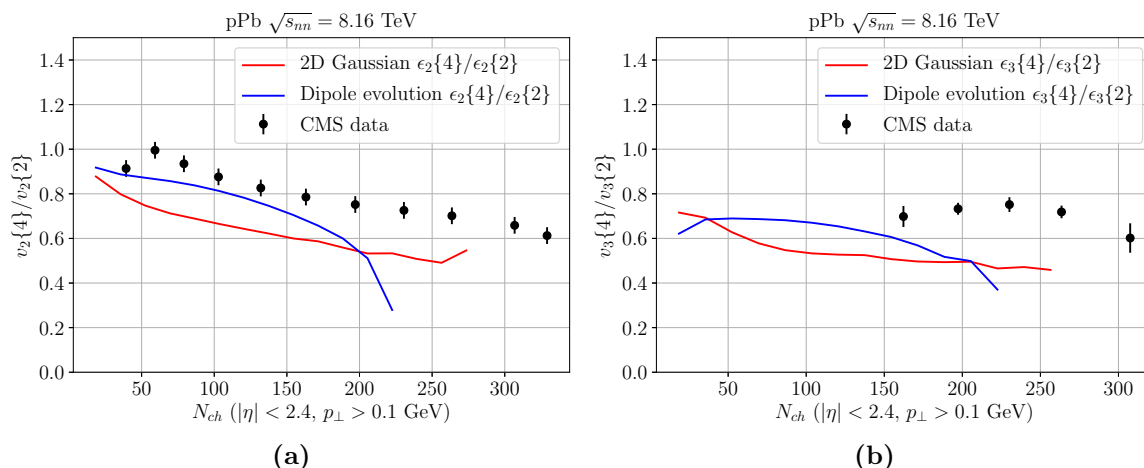 pPb $\sqrt{s_{nn}} = 8.16$ TeV
1.4
1.2
1.0
0.8
0.6
0.4
0.2
0.0
$v_2\{4\}/v_2\{2\}$
2D Gaussian $\epsilon_2\{4\}/\epsilon_2\{2\}$
Dipole evolution $\epsilon_2\{4\}/\epsilon_2\{2\}$
CMS data
50 100 150 200 250 300
$N_{ch}$ ($|\eta| < 2.4$, $p_\perp > 0.1$ GeV)
(a)
pPb $\sqrt{s_{nn}} = 8.16$ TeV
1.4
1.2
1.0
0.8
0.6
0.4
0.2
0.0
$v_3\{4\}/v_3\{2\}$
2D Gaussian $\epsilon_3\{4\}/\epsilon_3\{2\}$
Dipole evolution $\epsilon_3\{4\}/\epsilon_3\{2\}$
CMS data
50 100 150 200 250 300
$N_{ch}$ ($|\eta| < 2.4$, $p_\perp > 0.1$ GeV)
(b)